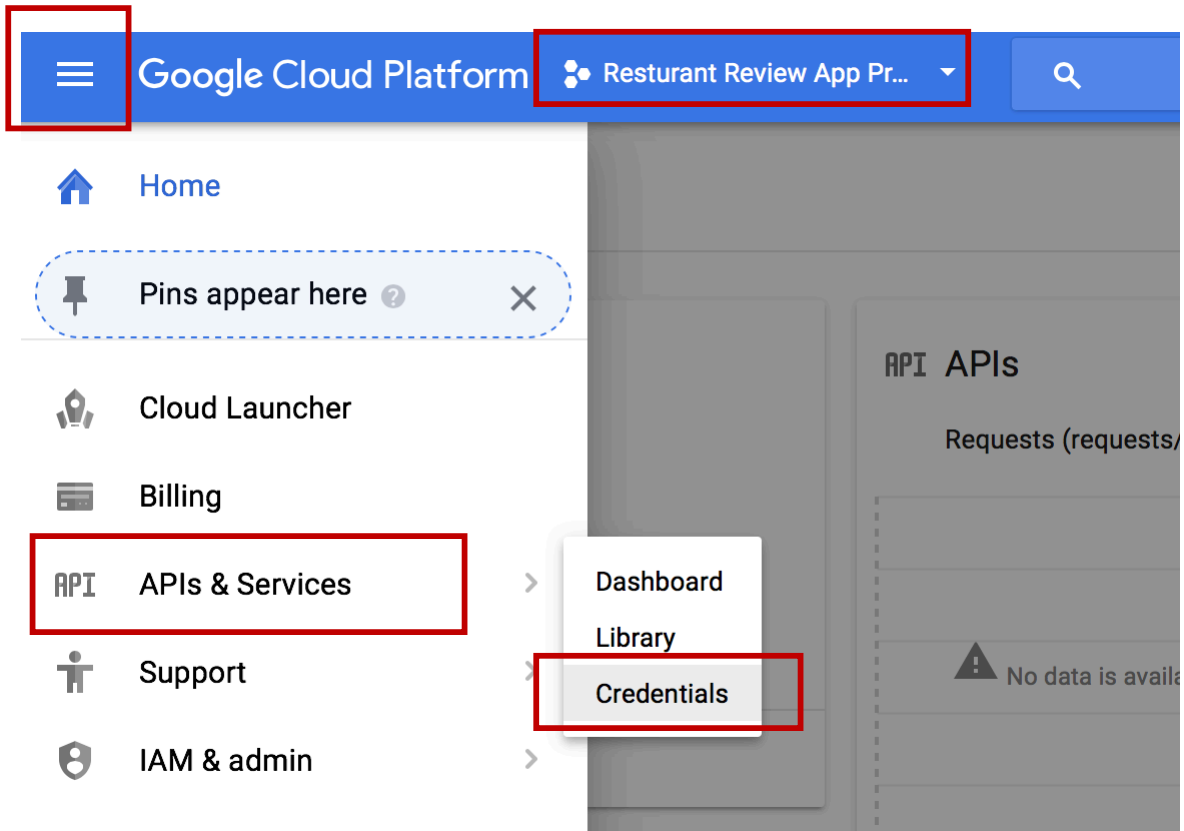 Google Cloud Platform
Resturant Review App Pr...
Home
Pins appear here ?
Cloud Launcher
Billing
API APIs & Services
Support
IAM & admin
Dashboard
Library
Credentials
API APIs
Requests (requests/
No data is availa